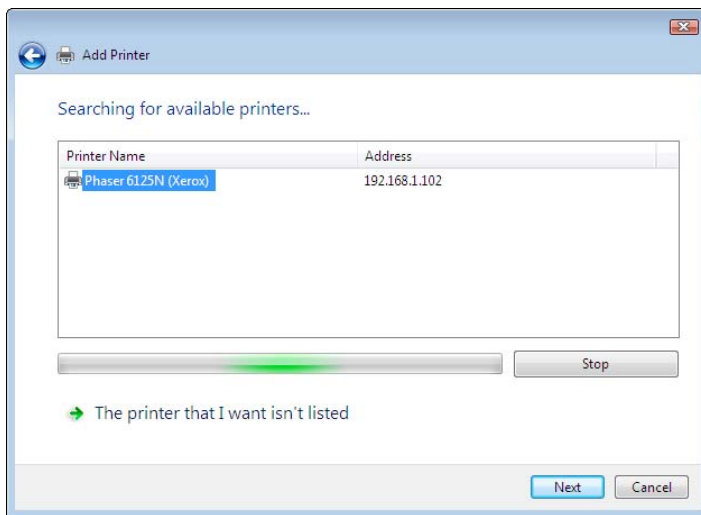 Add Printer
Searching for available printers...
Printer Name Address
Phaser 6125N (Xerox) 192.168.1.102
Stop
The printer that I want isn't listed
Next Cancel